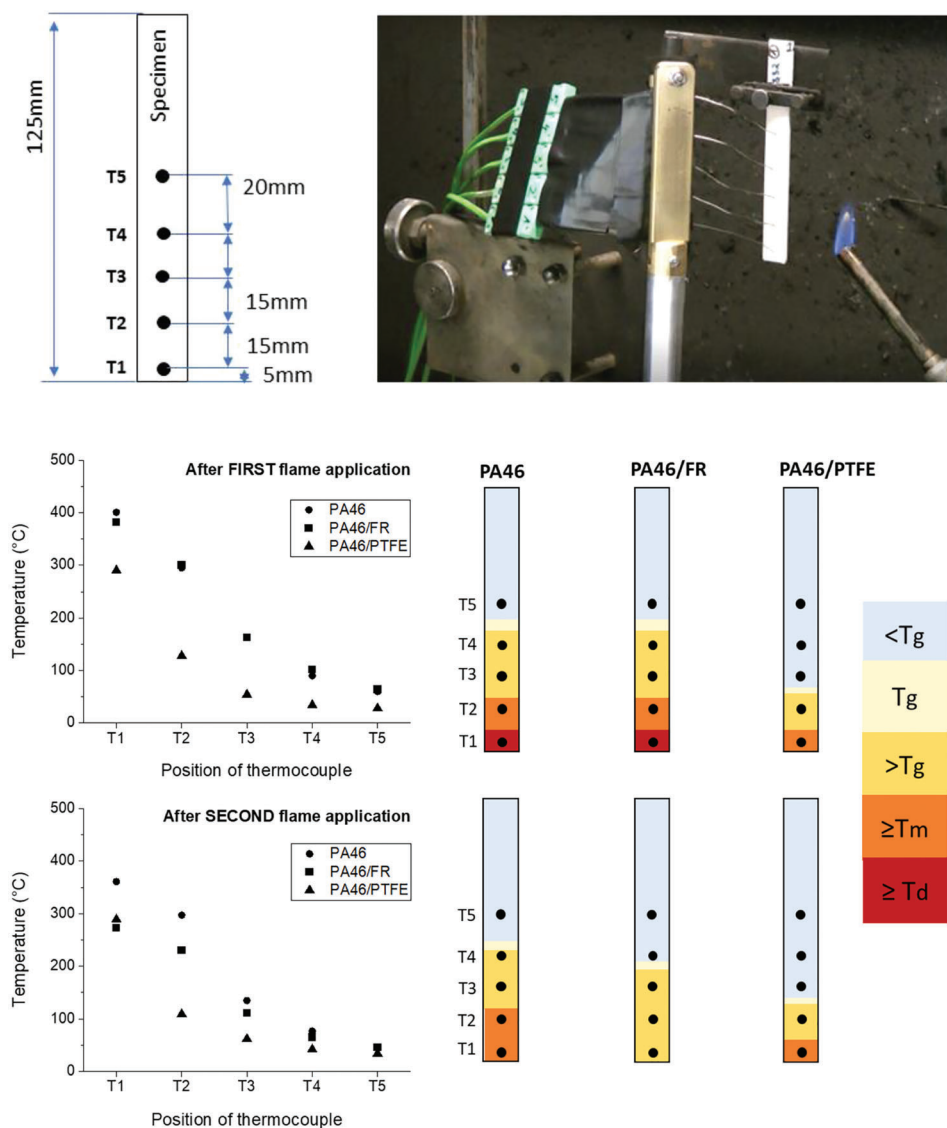 125mm
Specimen
T5
20mm
T4
T3
15mm
T2
15mm
T1
5mm
After FIRST flame application
PA46
PA46/FR
PA46/PTFE
500
400
300
200
100
0
Temperature (°C)
T1 T2 T3 T4 T5
Position of thermocouple
PA46 PA46/FR PA46/PTFE
T5
T4
T3
T2
T1
After SECOND flame application
PA46
PA46/FR
PA46/PTFE
500
400
300
200
100
0
Temperature (°C)
T1 T2 T3 T4 T5
Position of thermocouple
T5
T4
T3
T2
T1
<Tg
Tg
>Tg
≥Tm
≥ Td